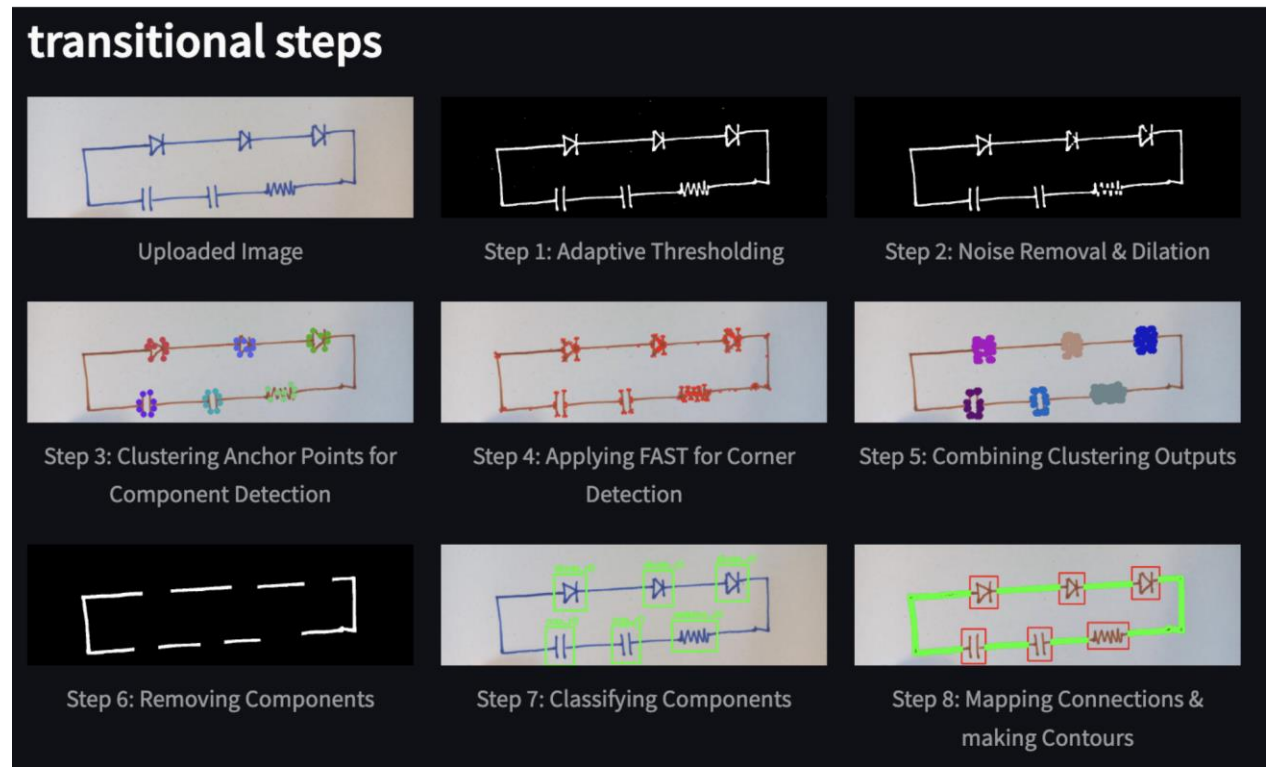 transitional steps
Uploaded Image
Step 1: Adaptive Thresholding
Step 2: Noise Removal & Dilation
Step 3: Clustering Anchor Points for
Component Detection
Step 4: Applying FAST for Corner
Detection
Step 5: Combining Clustering Outputs
Step 6: Removing Components
Step 7: Classifying Components
Step 8: Mapping Connections &
making Contours